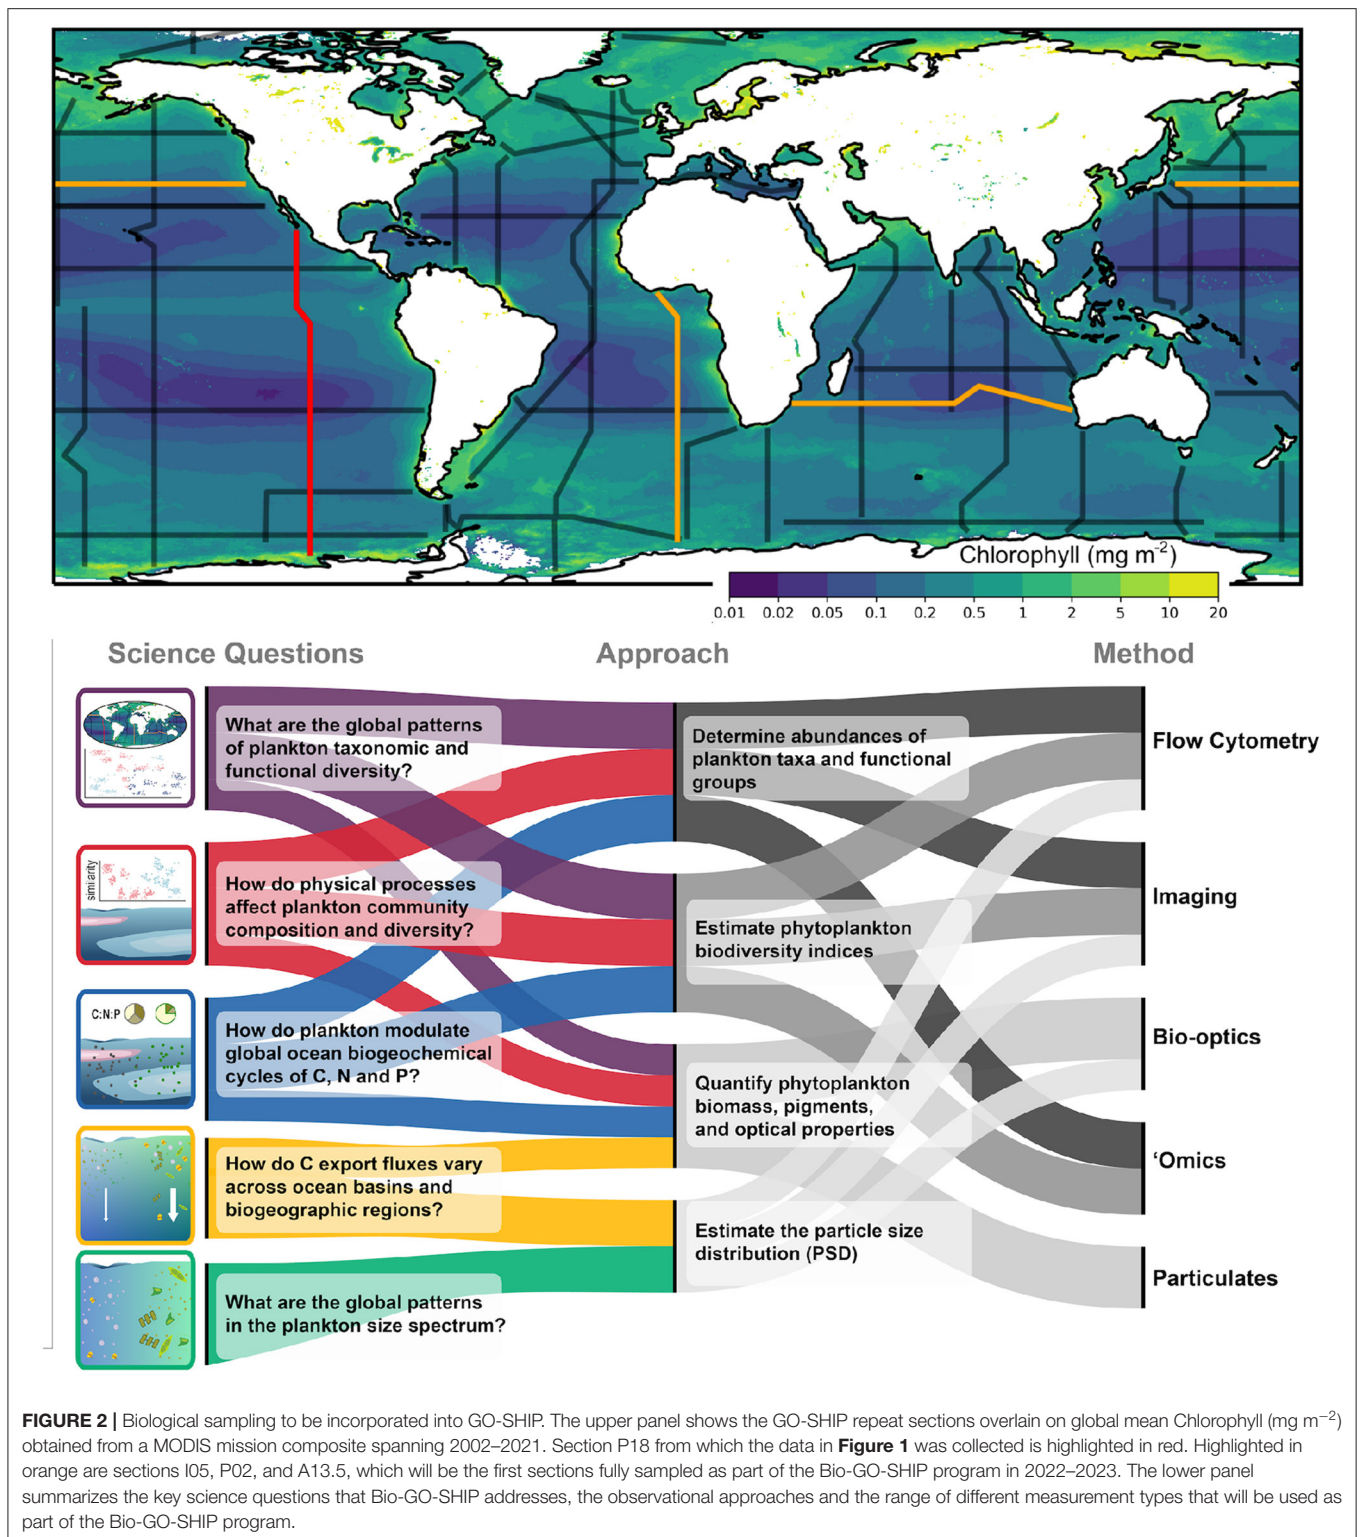 Chlorophyll (mg m⁻²)
0.01 0.02 0.05 0.1 0.2 0.5 1 2 5 10 20
Science Questions Approach Method
What are the global patterns
of plankton taxonomic and
functional diversity?
similarity
How do physical processes
affect plankton community
composition and diversity?
C:N:P
How do plankton modulate
global ocean biogeochemical
cycles of C, N and P?
How do C export fluxes vary
across ocean basins and
biogeographic regions?
What are the global patterns
in the plankton size spectrum?
Determine abundances of
plankton taxa and functional
groups
Estimate phytoplankton
biodiversity indices
Quantify phytoplankton
biomass, pigments,
and optical properties
Estimate the particle size
distribution (PSD)
Flow Cytometry
Imaging
Bio-optics
‘Omics
Particulates
FIGURE 2 | Biological sampling to be incorporated into GO-SHIP. The upper panel shows the GO-SHIP repeat sections overlain on global mean Chlorophyll (mg m⁻²)
obtained from a MODIS mission composite spanning 2002–2021. Section P18 from which the data in Figure 1 was collected is highlighted in red. Highlighted in
orange are sections I05, P02, and A13.5, which will be the first sections fully sampled as part of the Bio-GO-SHIP program in 2022–2023. The lower panel
summarizes the key science questions that Bio-GO-SHIP addresses, the observational approaches and the range of different measurement types that will be used as
part of the Bio-GO-SHIP program.